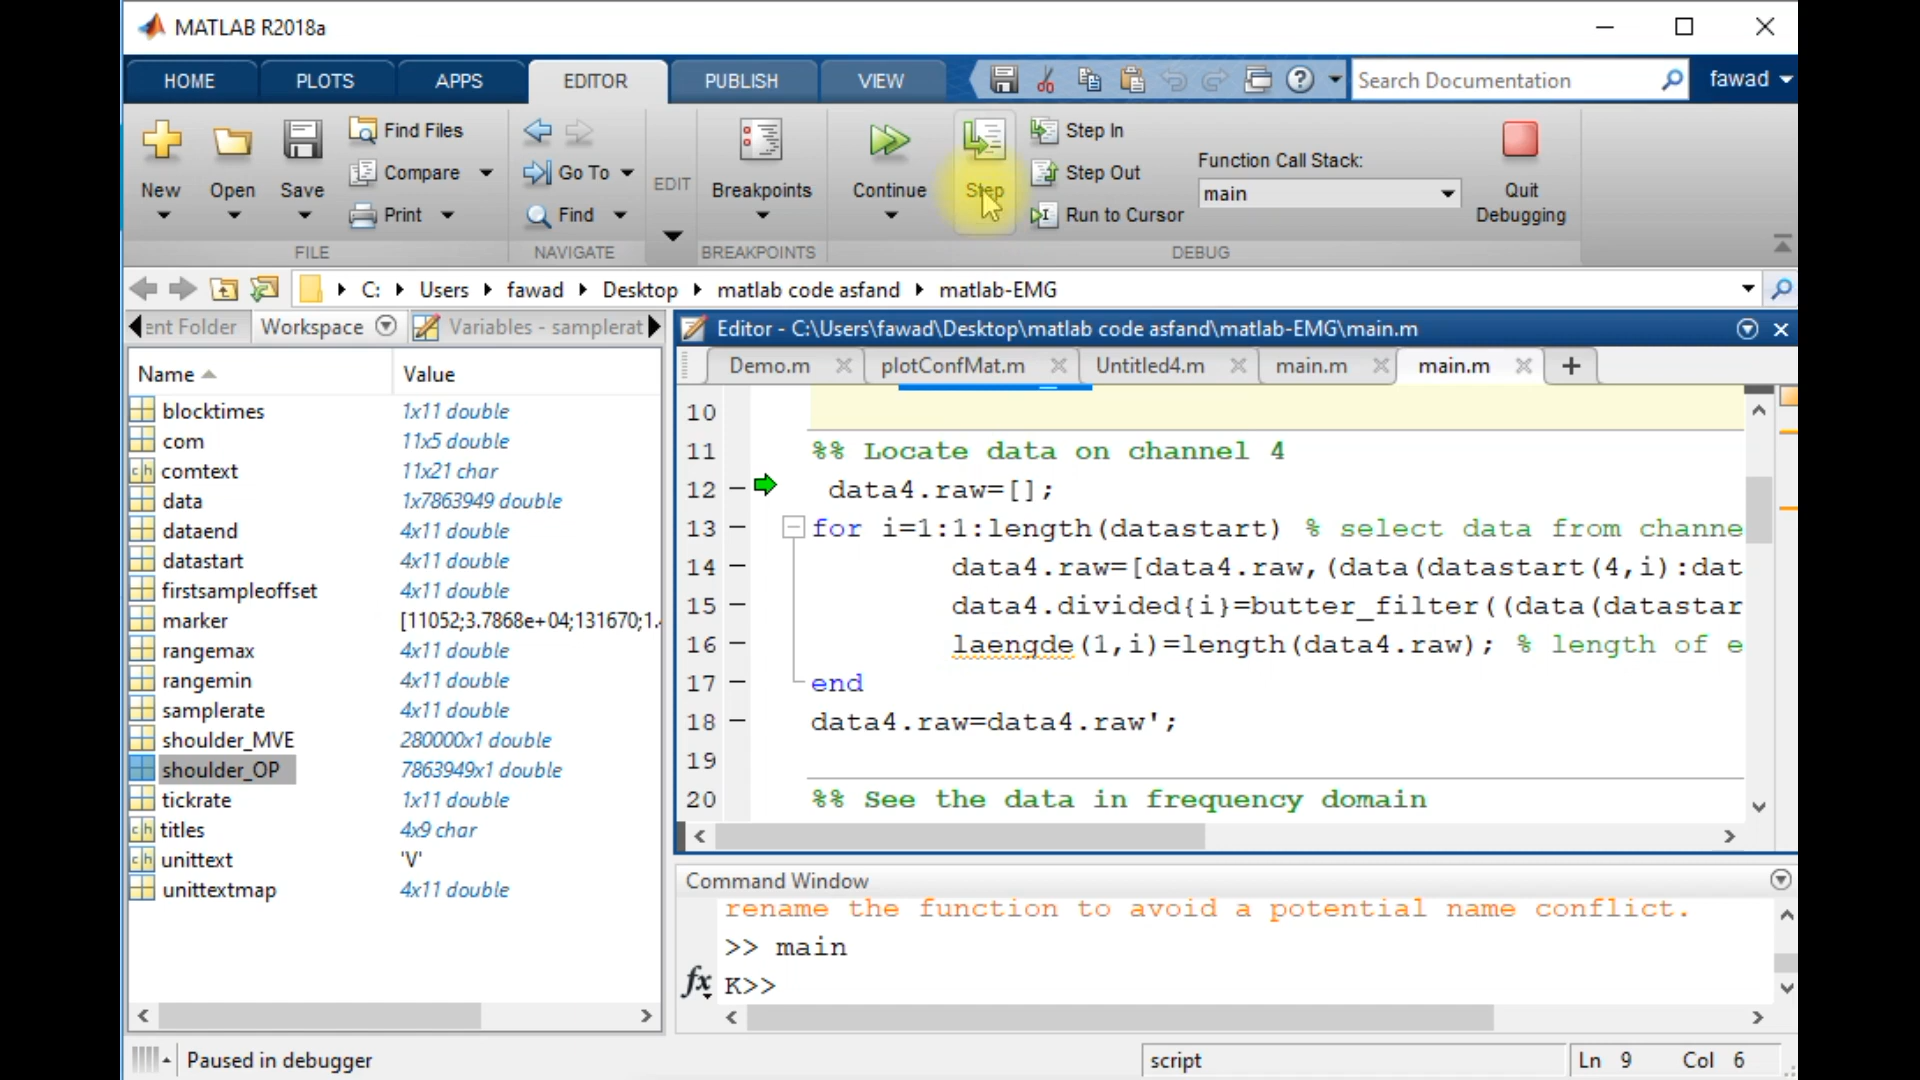 MATLAB R2018a
HOME PLOTS APPS EDITOR PUBLISH VIEW Search Documentation fawad
New Open Save Find Files Compare Print
FILE
Go To Find
NAVIGATE
EDIT
Breakpoints
BREAKPOINTS
Continue Step Step In Step Out Run to Cursor
Function Call Stack:
main
Quit Debugging
DEBUG
C: Users fawad Desktop matlab code asfand matlab-EMG
ent Folder Workspace Variables - samplerat
Name Value
blocktimes 1x11 double
com 11x5 double
comtext 11x21 char
data 1x7863949 double
dataend 4x11 double
datastart 4x11 double
firstsampleoffset 4x11 double
marker [11052;3.7868e+04;131670;1.
rangemax 4x11 double
rangemin 4x11 double
samplerate 4x11 double
shoulder_MVE 280000x1 double
shoulder_OP 7863949x1 double
tickrate 1x11 double
titles 4x9 char
unittext 'V'
unittextmap 4x11 double
Editor - C:\Users\fawad\Desktop\matlab code asfand\matlab-EMG\main.m
Demo.m plotConfMat.m Untitled4.m main.m main.m
10
11 %% Locate data on channel 4
12 data4.raw=[];
13 for i=1:1:length(datastart) % select data from channe
14 data4.raw=[data4.raw,(data(datastart(4,i):dat
15 data4.divided{i}=butter_filter((data(datastar
16 laengde(1,i)=length(data4.raw); % length of e
17 end
18 data4.raw=data4.raw';
19
20 %% See the data in frequency domain
Command Window
rename the function to avoid a potential name conflict.
>> main
fx K>>
Paused in debugger script Ln 9 Col 6